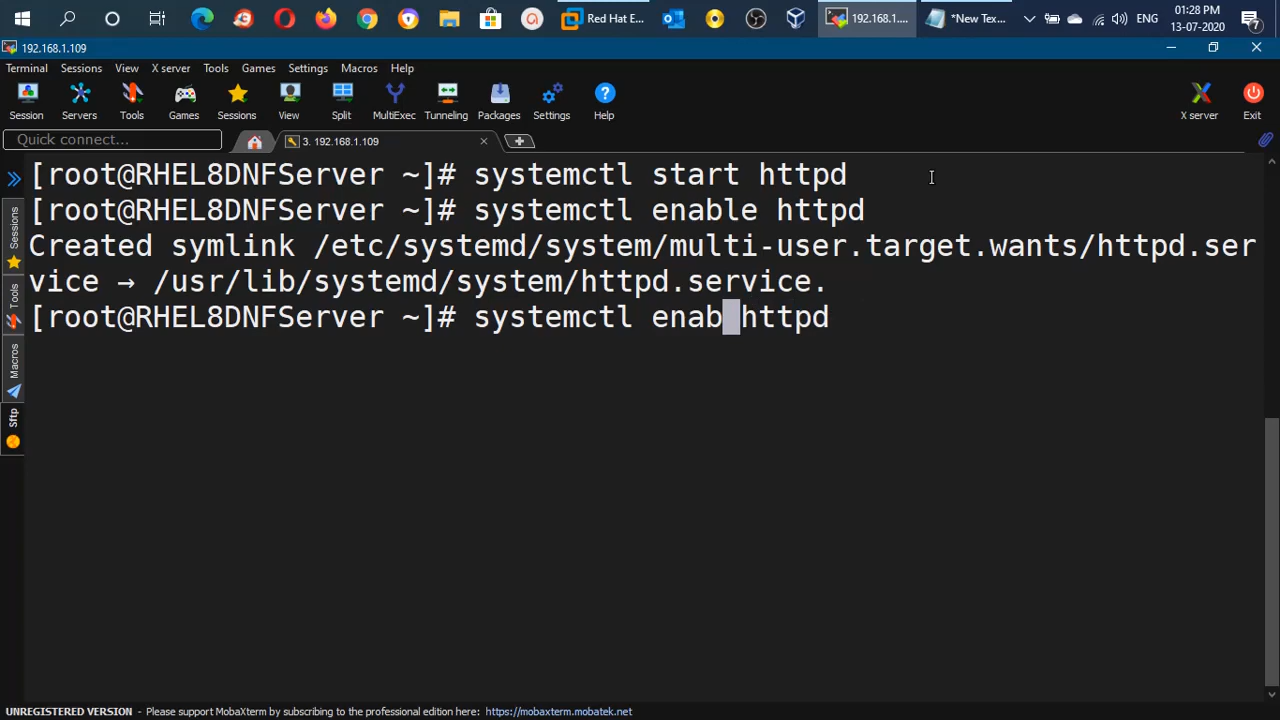 Red Hat E...
192.168.1....
*New Tex...
ENG
01:28 PM
13-07-2020
7
192.168.1.109
Terminal Sessions View X server Tools Games Settings Macros Help
Session Servers Tools Games Sessions View Split MultiExec Tunneling Packages Settings Help X server Exit
Quick connect...
3. 192.168.1.109
Sessions
Tools
Macros
Sftp
[root@RHEL8DNFServer ~]# systemctl start httpd
[root@RHEL8DNFServer ~]# systemctl enable httpd
Created symlink /etc/systemd/system/multi-user.target.wants/httpd.ser
vice → /usr/lib/systemd/system/httpd.service.
[root@RHEL8DNFServer ~]# systemctl enab httpd
UNREGISTERED VERSION - Please support MobaXterm by subscribing to the professional edition here: https://mobaxterm.mobatek.net